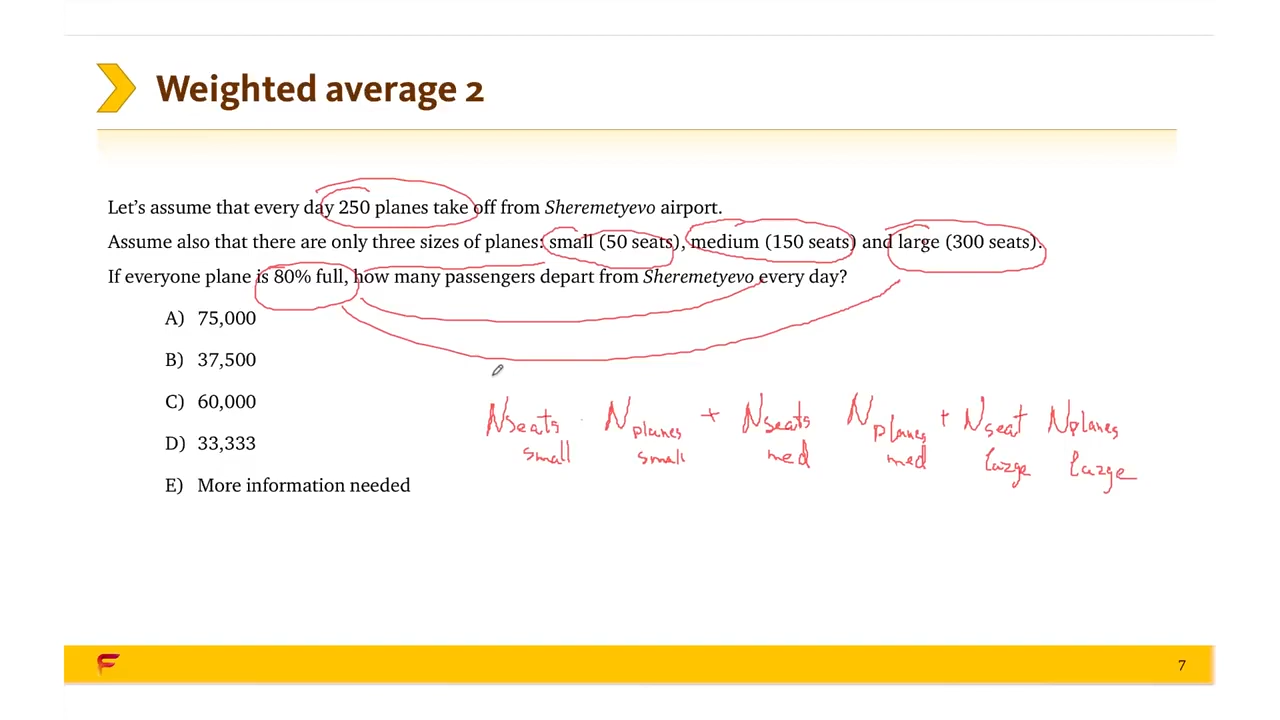 Weighted average 2
Let's assume that every day 250 planes take off from Sheremetyevo airport.
Assume also that there are only three sizes of planes: small (50 seats), medium (150 seats) and large (300 seats).
If everyone plane is 80% full, how many passengers depart from Sheremetyevo every day?
A) 75,000
B) 37,500
C) 60,000
D) 33,333
E) More information needed
Nseats small · Nplanes small + Nseats med Nplanes med + Nseat large Nplanes large
F
7